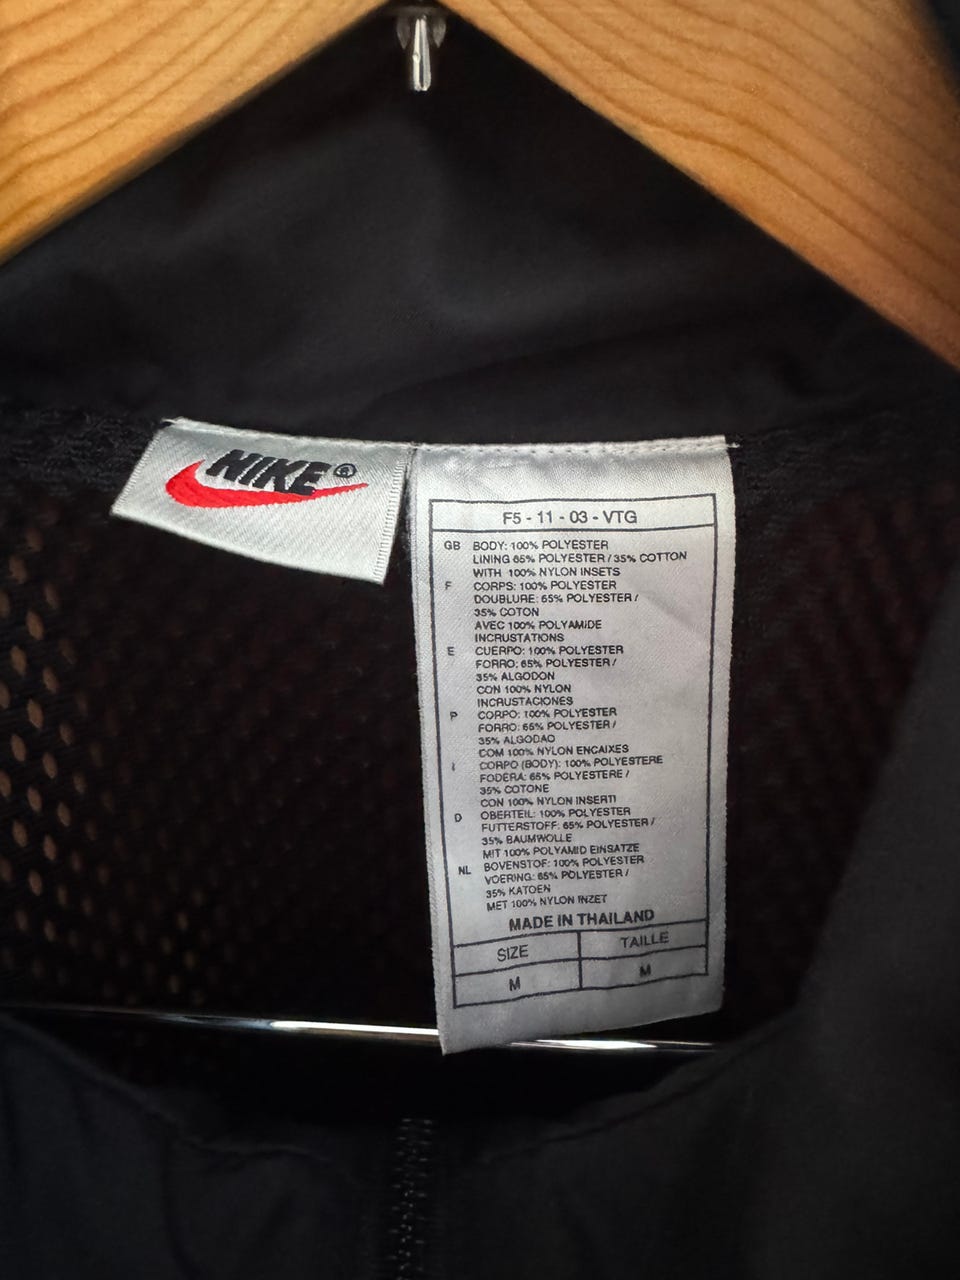 NIKE®
F5 - 11 - 03 - VTG
GB BODY: 100% POLYESTER
LINING 65% POLYESTER / 35% COTTON
WITH 100% NYLON INSETS
F CORPS: 100% POLYESTER
DOUBLURE: 65% POLYESTER /
35% COTON
AVEC 100% POLYAMIDE
INCRUSTATIONS
E CUERPO: 100% POLYESTER
FORRO: 65% POLYESTER /
35% ALGODON
CON 100% NYLON
INCRUSTACIONES
P CORPO: 100% POLYESTER
FORRO: 65% POLYESTER /
35% ALGODAO
COM 100% NYLON ENCAIXES
I CORPO (BODY): 100% POLYESTERE
FODERA: 65% POLYESTERE /
35% COTONE
CON 100% NYLON INSERTI
D OBERTEIL: 100% POLYESTER
FUTTERSTOFF: 65% POLYESTER /
35% BAUMWOLLE
MIT 100% POLYAMID EINSATZE
NL BOVENSTOF: 100% POLYESTER
VOERING: 65% POLYESTER /
35% KATOEN
MET 100% NYLON INZET
MADE IN THAILAND
SIZE TAILLE
M M